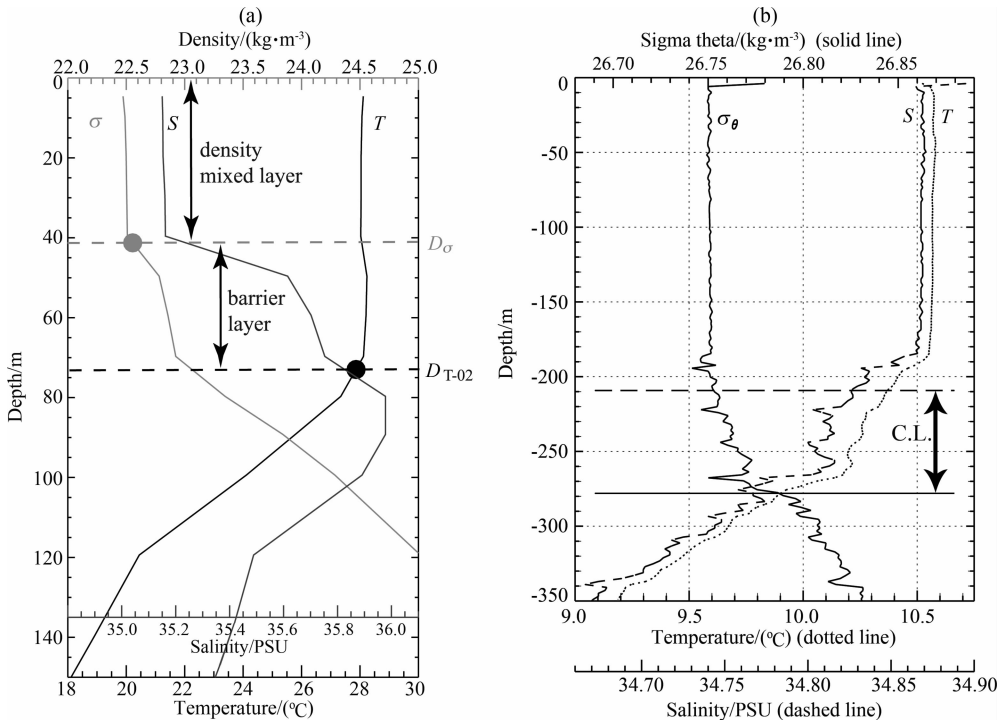 (a)
Density/(kg•m-3)
22.0 22.5 23.0 23.5 24.0 24.5 25.0
0
20
40
60
80
100
120
140
Depth/m
σ
S
T
density
mixed layer
Dσ
barrier
layer
DT-02
35.0 35.2 35.4 35.6 35.8 36.0
Salinity/PSU
18 20 22 24 26 28 30
Temperature/(°C)
(b)
Sigma theta/(kg•m-3) (solid line)
26.70 26.75 26.80 26.85
0
-50
-100
-150
-200
-250
-300
-350
Depth/m
σθ
S
T
C.L.
9.0 9.5 10.0 10.5
Temperature/(°C) (dotted line)
34.70 34.75 34.80 34.85 34.90
Salinity/PSU (dashed line)